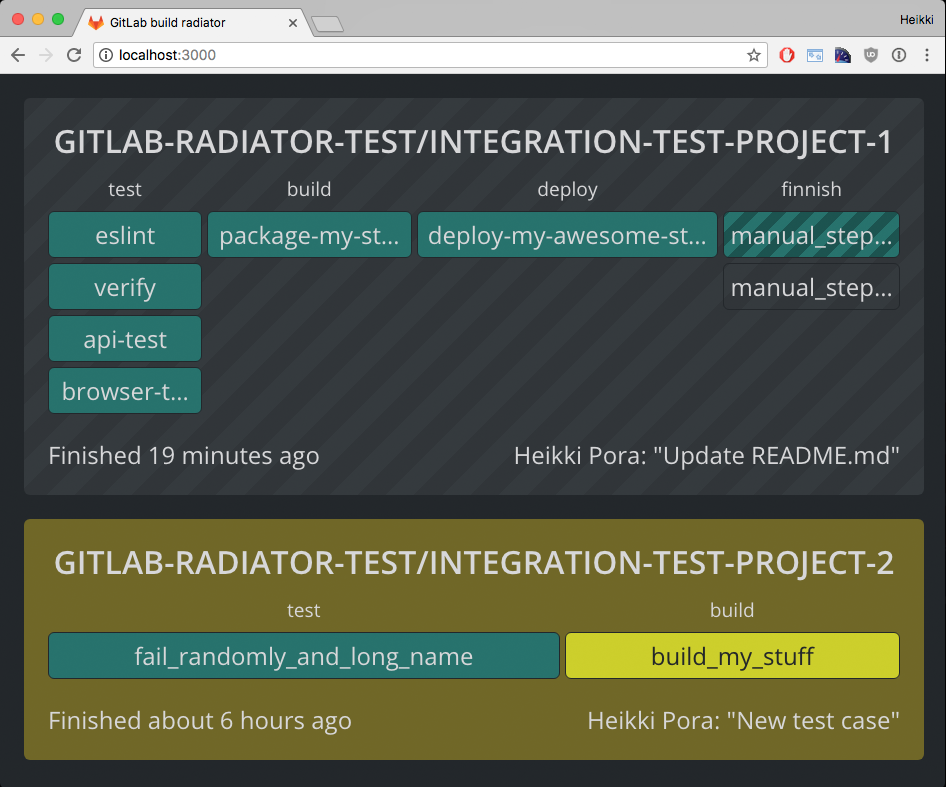 GitLab build radiator
Heikki
localhost:3000
GITLAB-RADIATOR-TEST/INTEGRATION-TEST-PROJECT-1
test build deploy finnish
eslint package-my-st... deploy-my-awesome-st... manual_step...
verify manual_step...
api-test
browser-t...
Finished 19 minutes ago Heikki Pora: "Update README.md"
GITLAB-RADIATOR-TEST/INTEGRATION-TEST-PROJECT-2
test build
fail_randomly_and_long_name build_my_stuff
Finished about 6 hours ago Heikki Pora: "New test case"